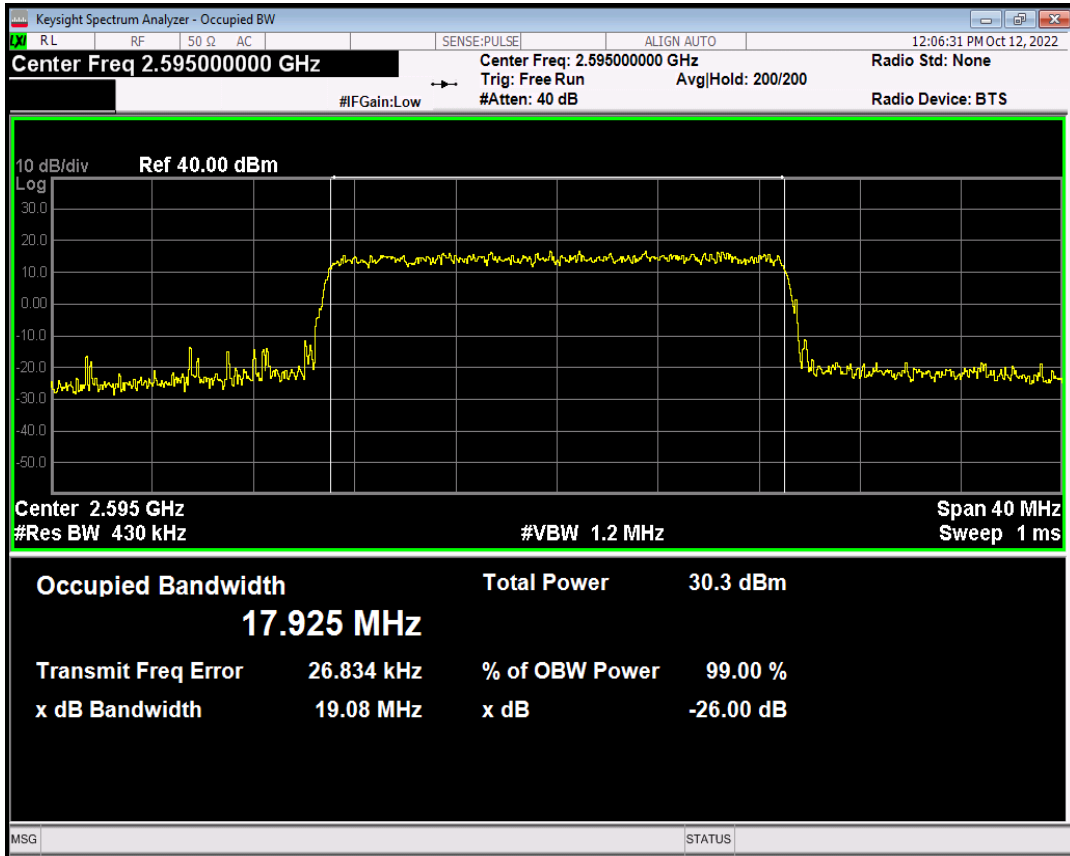 Keysight Spectrum Analyzer - Occupied BW
LXI RL RF 50 Ω AC SENSE:PULSE ALIGN AUTO 12:06:31 PM Oct 12, 2022
Center Freq 2.595000000 GHz Center Freq: 2.595000000 GHz Radio Std: None
Trig: Free Run Avg|Hold: 200/200
#IFGain:Low #Atten: 40 dB Radio Device: BTS
10 dB/div Ref 40.00 dBm
Log
30.0
20.0
10.0
0.00
-10.0
-20.0
-30.0
-40.0
-50.0
Center 2.595 GHz Span 40 MHz
#Res BW 430 kHz #VBW 1.2 MHz Sweep 1 ms
Occupied Bandwidth Total Power 30.3 dBm
17.925 MHz
Transmit Freq Error 26.834 kHz % of OBW Power 99.00 %
x dB Bandwidth 19.08 MHz x dB -26.00 dB
MSG STATUS